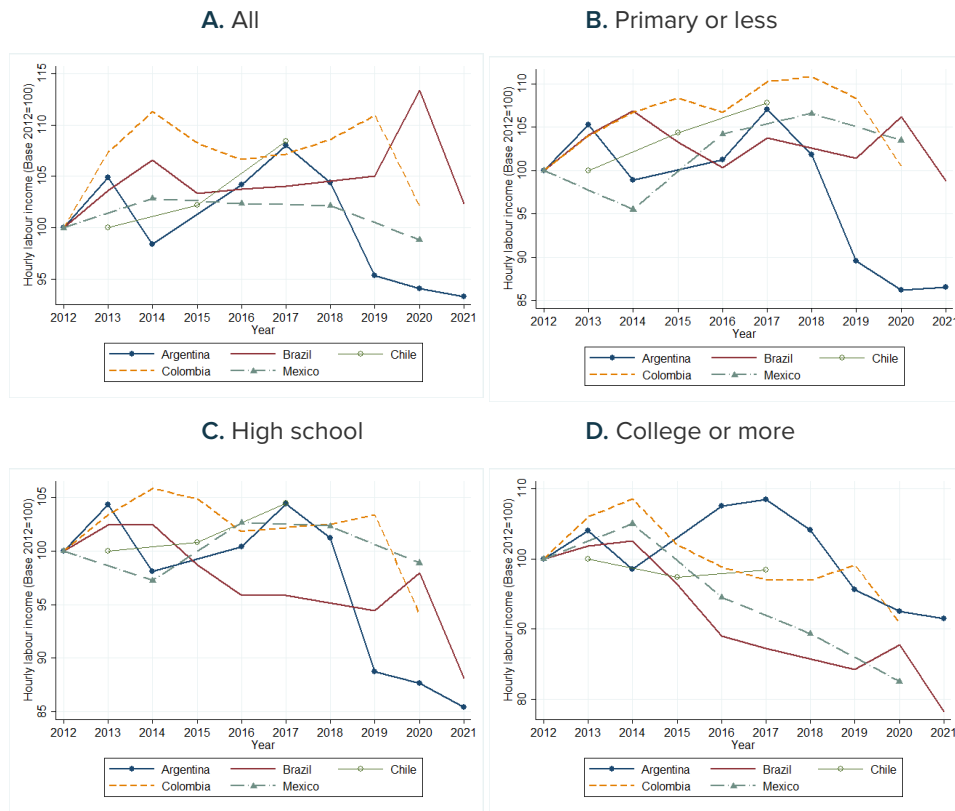 A. All
115
110
105
100
95
Hourly labour income (Base 2012=100)
2012 2013 2014 2015 2016 2017 2018 2019 2020 2021
Year
Argentina Brazil Chile
Colombia Mexico
B. Primary or less
110
105
100
95
90
85
Hourly labour income (Base 2012=100)
2012 2013 2014 2015 2016 2017 2018 2019 2020 2021
Year
Argentina Brazil Chile
Colombia Mexico
C. High school
105
100
95
90
85
Hourly labour income (Base 2012=100)
2012 2013 2014 2015 2016 2017 2018 2019 2020 2021
Year
Argentina Brazil Chile
Colombia Mexico
D. College or more
110
100
90
80
Hourly labour income (Base 2012=100)
2012 2013 2014 2015 2016 2017 2018 2019 2020 2021
Year
Argentina Brazil Chile
Colombia Mexico